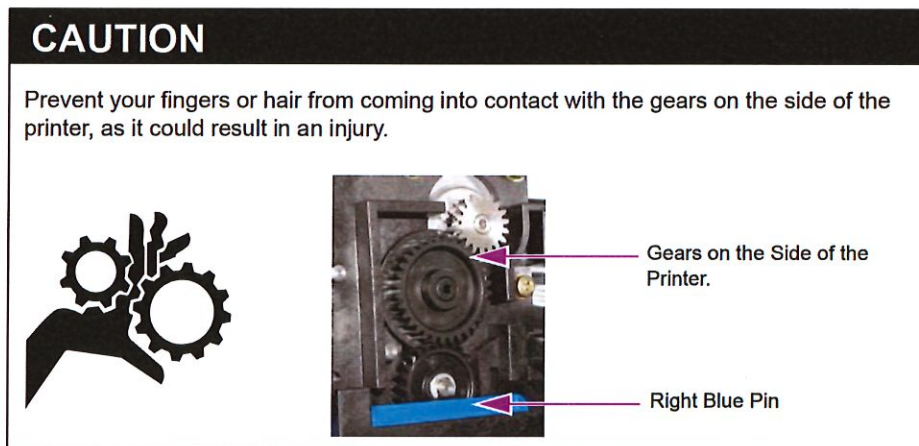 CAUTION
Prevent your fingers or hair from coming into contact with the gears on the side of the
printer, as it could result in an injury.
Gears on the Side of the
Printer.
Right Blue Pin